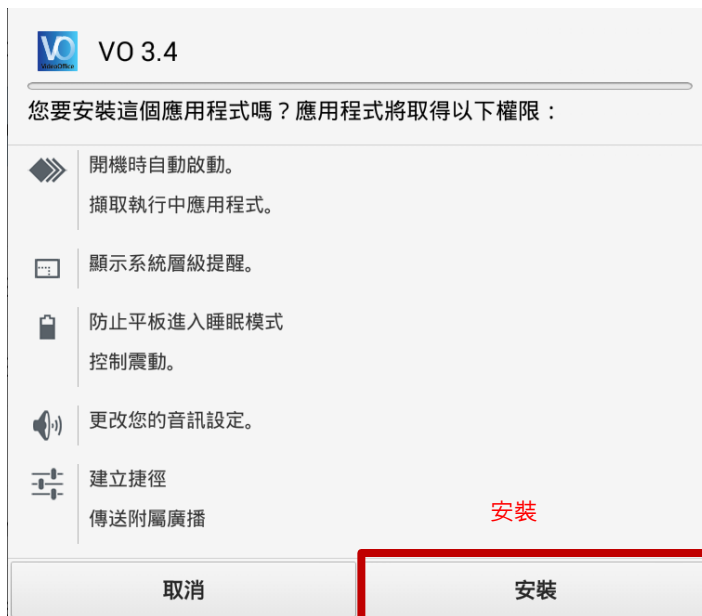 VO
VideoOffice
VO 3.4
您要安裝這個應用程式嗎？應用程式將取得以下權限：
開機時自動啟動。
擷取執行中應用程式。
顯示系統層級提醒。
防止平板進入睡眠模式
控制震動。
更改您的音訊設定。
建立捷徑
傳送附屬廣播
安裝
取消
安裝